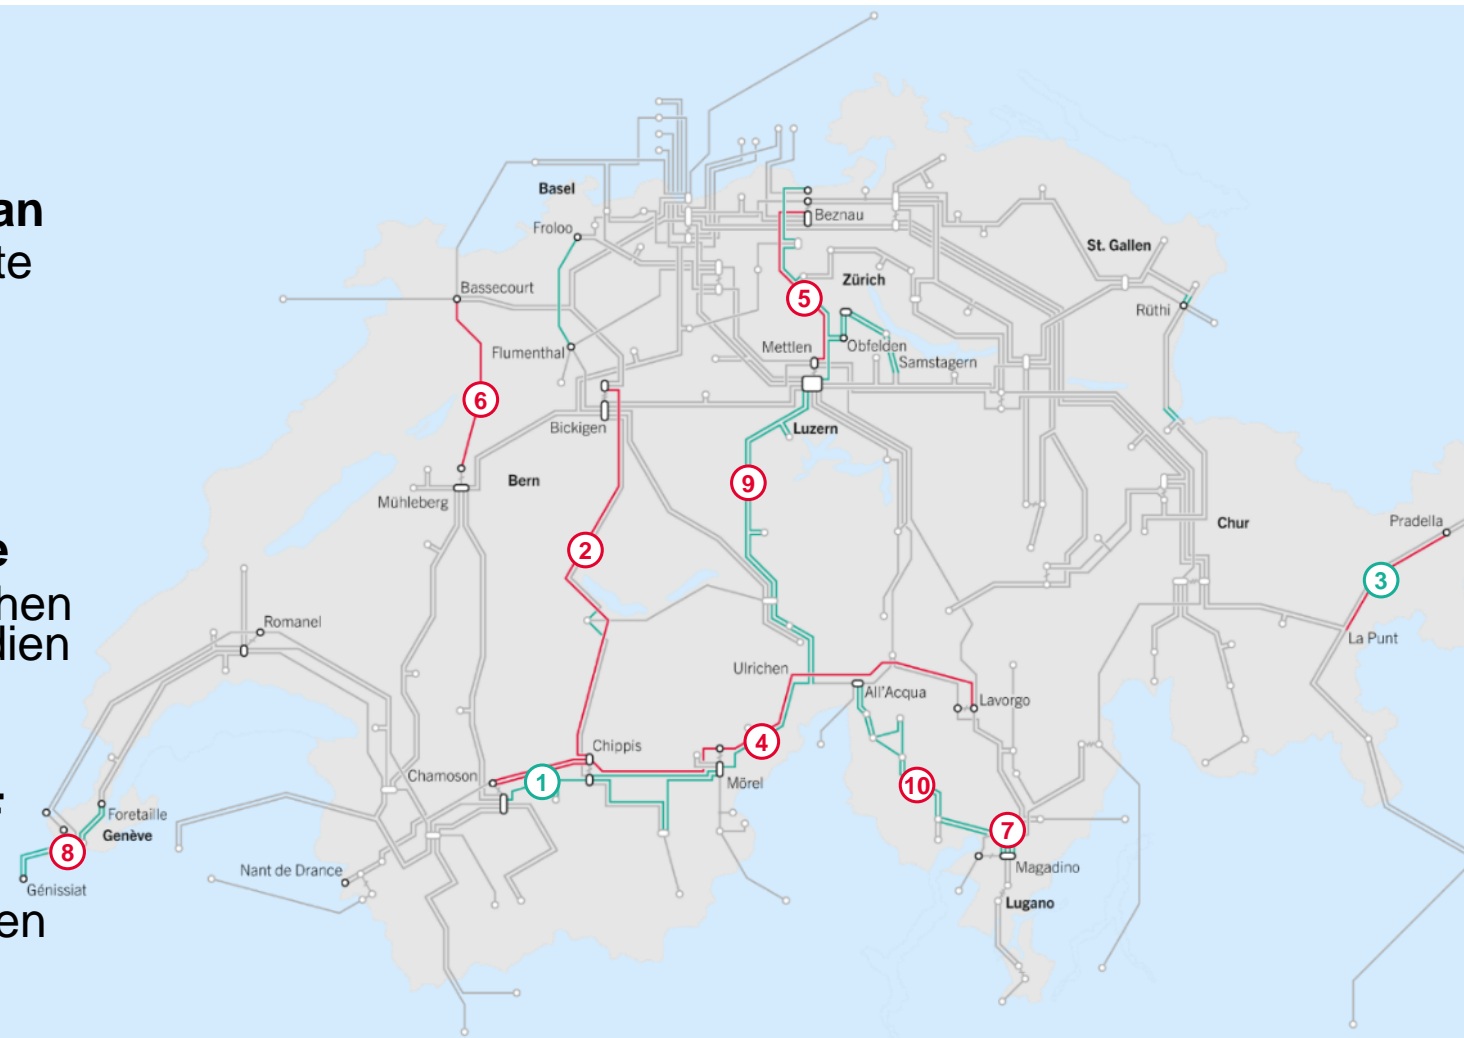 an
te
e
hen
dien
en
Basel
Froloo
Bassecourt
Flumenthal
Beznau
St. Gallen
Zürich
Rüthi
5
Mettlen
Obfelden
Samstagern
6
Bickigen
Luzern
Bern
Mühleberg
9
Chur
Pradella
2
3
Romanel
La Punt
Ulrichen
All'Acqua
Lavorgo
4
Chippis
Chamoson
1
Mörel
10
Foretaille
Genève
8
7
Génissiat
Nant de Drance
Magadino
Lugano